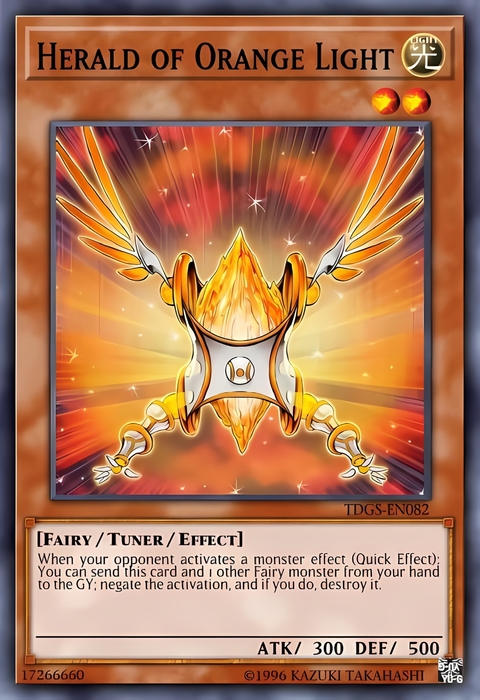 HERALD OF ORANGE LIGHT
LIGHT
光
TDGS-EN082
[FAIRY / TUNER / EFFECT]
When your opponent activates a monster effect (Quick Effect):
You can send this card and 1 other Fairy monster from your hand
to the GY; negate the activation, and if you do, destroy it.
ATK/ 300 DEF/ 500
17266660
©1996 KAZUKI TAKAHASHI